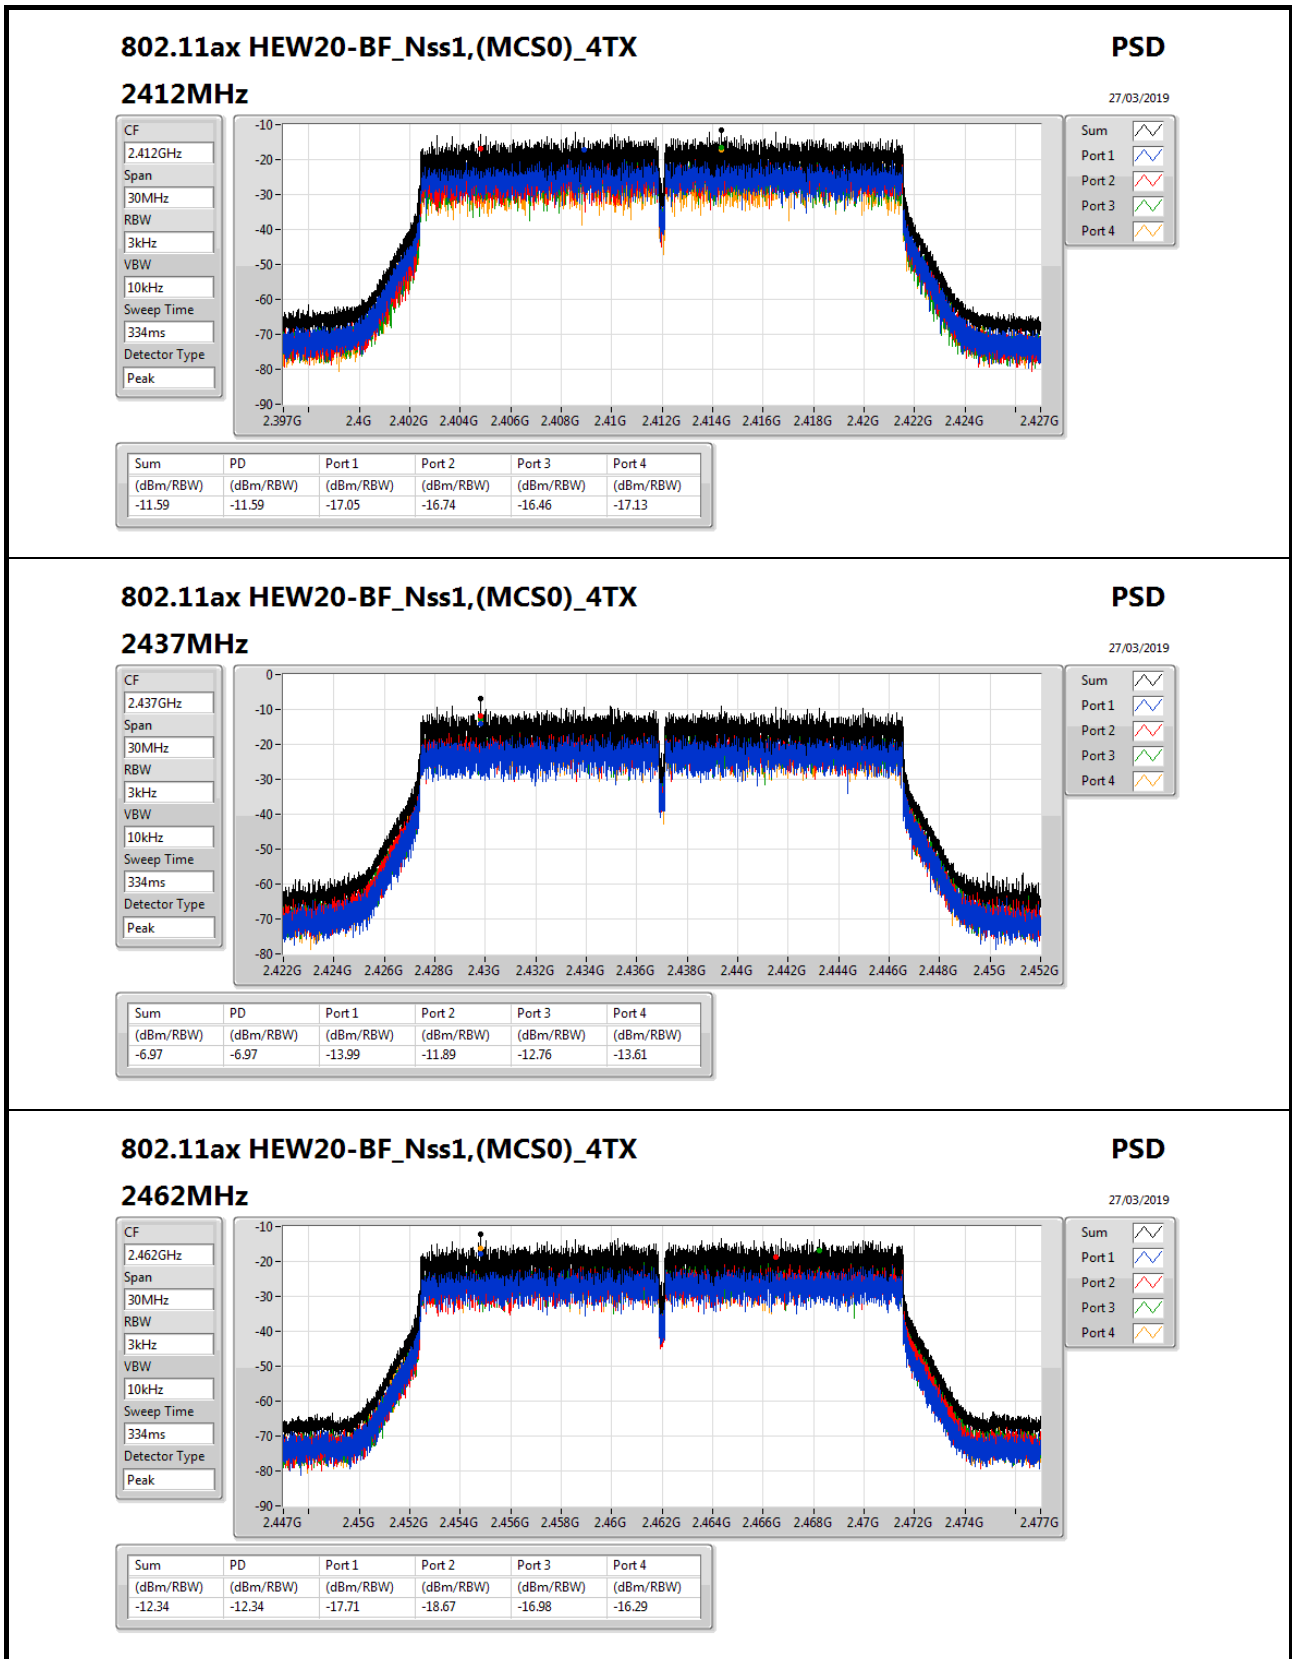 802.11ax HEW20-BF_Nss1,(MCS0)_4TX PSD
2412MHz 27/03/2019
CF
2.412GHz
Span
30MHz
RBW
3kHz
VBW
10kHz
Sweep Time
334ms
Detector Type
Peak
-10
-20
-30
-40
-50
-60
-70
-80
-90
2.397G 2.4G 2.402G 2.404G 2.406G 2.408G 2.41G 2.412G 2.414G 2.416G 2.418G 2.42G 2.422G 2.424G 2.427G
Sum
Port 1
Port 2
Port 3
Port 4
Sum PD Port 1 Port 2 Port 3 Port 4
(dBm/RBW) (dBm/RBW) (dBm/RBW) (dBm/RBW) (dBm/RBW) (dBm/RBW)
-11.59 -11.59 -17.05 -16.74 -16.46 -17.13
802.11ax HEW20-BF_Nss1,(MCS0)_4TX PSD
2437MHz 27/03/2019
CF
2.437GHz
Span
30MHz
RBW
3kHz
VBW
10kHz
Sweep Time
334ms
Detector Type
Peak
0
-10
-20
-30
-40
-50
-60
-70
-80
2.422G 2.424G 2.426G 2.428G 2.43G 2.432G 2.434G 2.436G 2.438G 2.44G 2.442G 2.444G 2.446G 2.448G 2.45G 2.452G
Sum
Port 1
Port 2
Port 3
Port 4
Sum PD Port 1 Port 2 Port 3 Port 4
(dBm/RBW) (dBm/RBW) (dBm/RBW) (dBm/RBW) (dBm/RBW) (dBm/RBW)
-6.97 -6.97 -13.99 -11.89 -12.76 -13.61
802.11ax HEW20-BF_Nss1,(MCS0)_4TX PSD
2462MHz 27/03/2019
CF
2.462GHz
Span
30MHz
RBW
3kHz
VBW
10kHz
Sweep Time
334ms
Detector Type
Peak
-10
-20
-30
-40
-50
-60
-70
-80
-90
2.447G 2.45G 2.452G 2.454G 2.456G 2.458G 2.46G 2.462G 2.464G 2.466G 2.468G 2.47G 2.472G 2.474G 2.477G
Sum
Port 1
Port 2
Port 3
Port 4
Sum PD Port 1 Port 2 Port 3 Port 4
(dBm/RBW) (dBm/RBW) (dBm/RBW) (dBm/RBW) (dBm/RBW) (dBm/RBW)
-12.34 -12.34 -17.71 -18.67 -16.98 -16.29